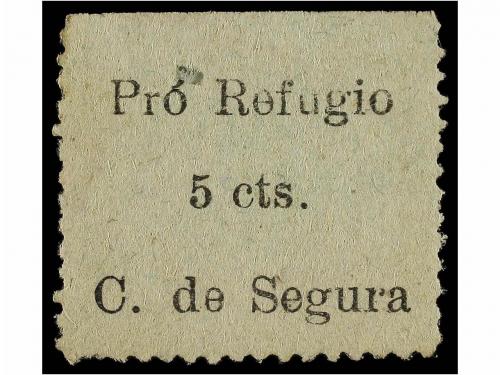 Pró Refugio
5 cts.
C. de Segura